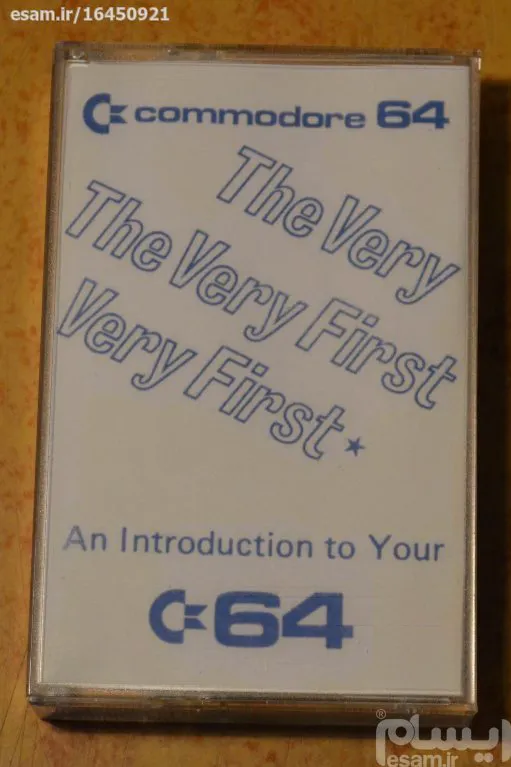 esam.ir/16450921
commodore 64
The Very
The Very First
Very First★
An Introduction to Your
C=64
ایسام®
esam.ir